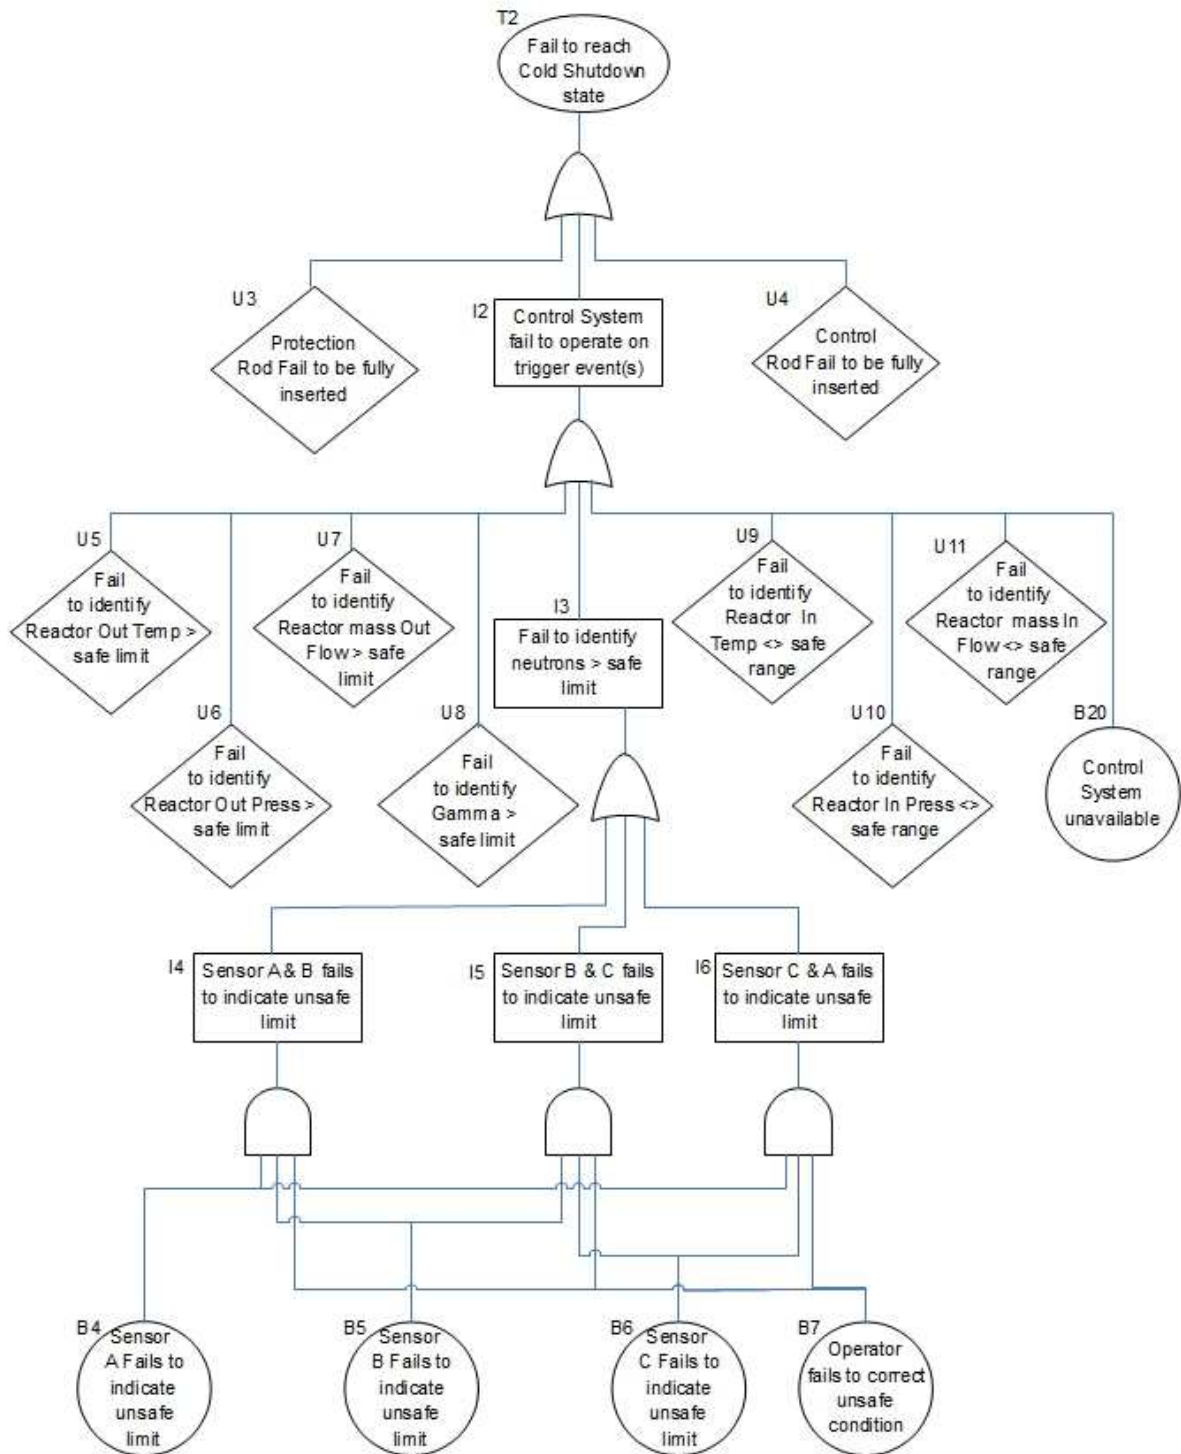 T2
Fail to reach
Cold Shutdown
state
U3
Protection
Rod Fail to be fully
inserted
I2
Control System
fail to operate on
trigger event(s)
U4
Control
Rod Fail to be fully
inserted
U5
Fail
to identify
Reactor Out Temp >
safe limit
U6
Fail
to identify
Reactor Out Press >
safe limit
U7
Fail
to identify
Reactor mass Out
Flow > safe
limit
U8
Fail
to identify
Gamma >
safe limit
I3
Fail to identify
neutrons > safe
limit
U9
Fail
to identify
Reactor In
Temp <> safe
range
U10
Fail
to identify
Reactor In Press <>
safe range
U11
Fail
to identify
Reactor mass In
Flow <> safe
range
B20
Control
System
unavailable
I4
Sensor A & B fails
to indicate unsafe
limit
I5
Sensor B & C fails
to indicate unsafe
limit
I6
Sensor C & A fails
to indicate unsafe
limit
B4
Sensor
A Fails to
indicate
unsafe
limit
B5
Sensor
B Fails to
indicate
unsafe
limit
B6
Sensor
C Fails to
indicate
unsafe
limit
B7
Operator
fails to correct
unsafe
condition